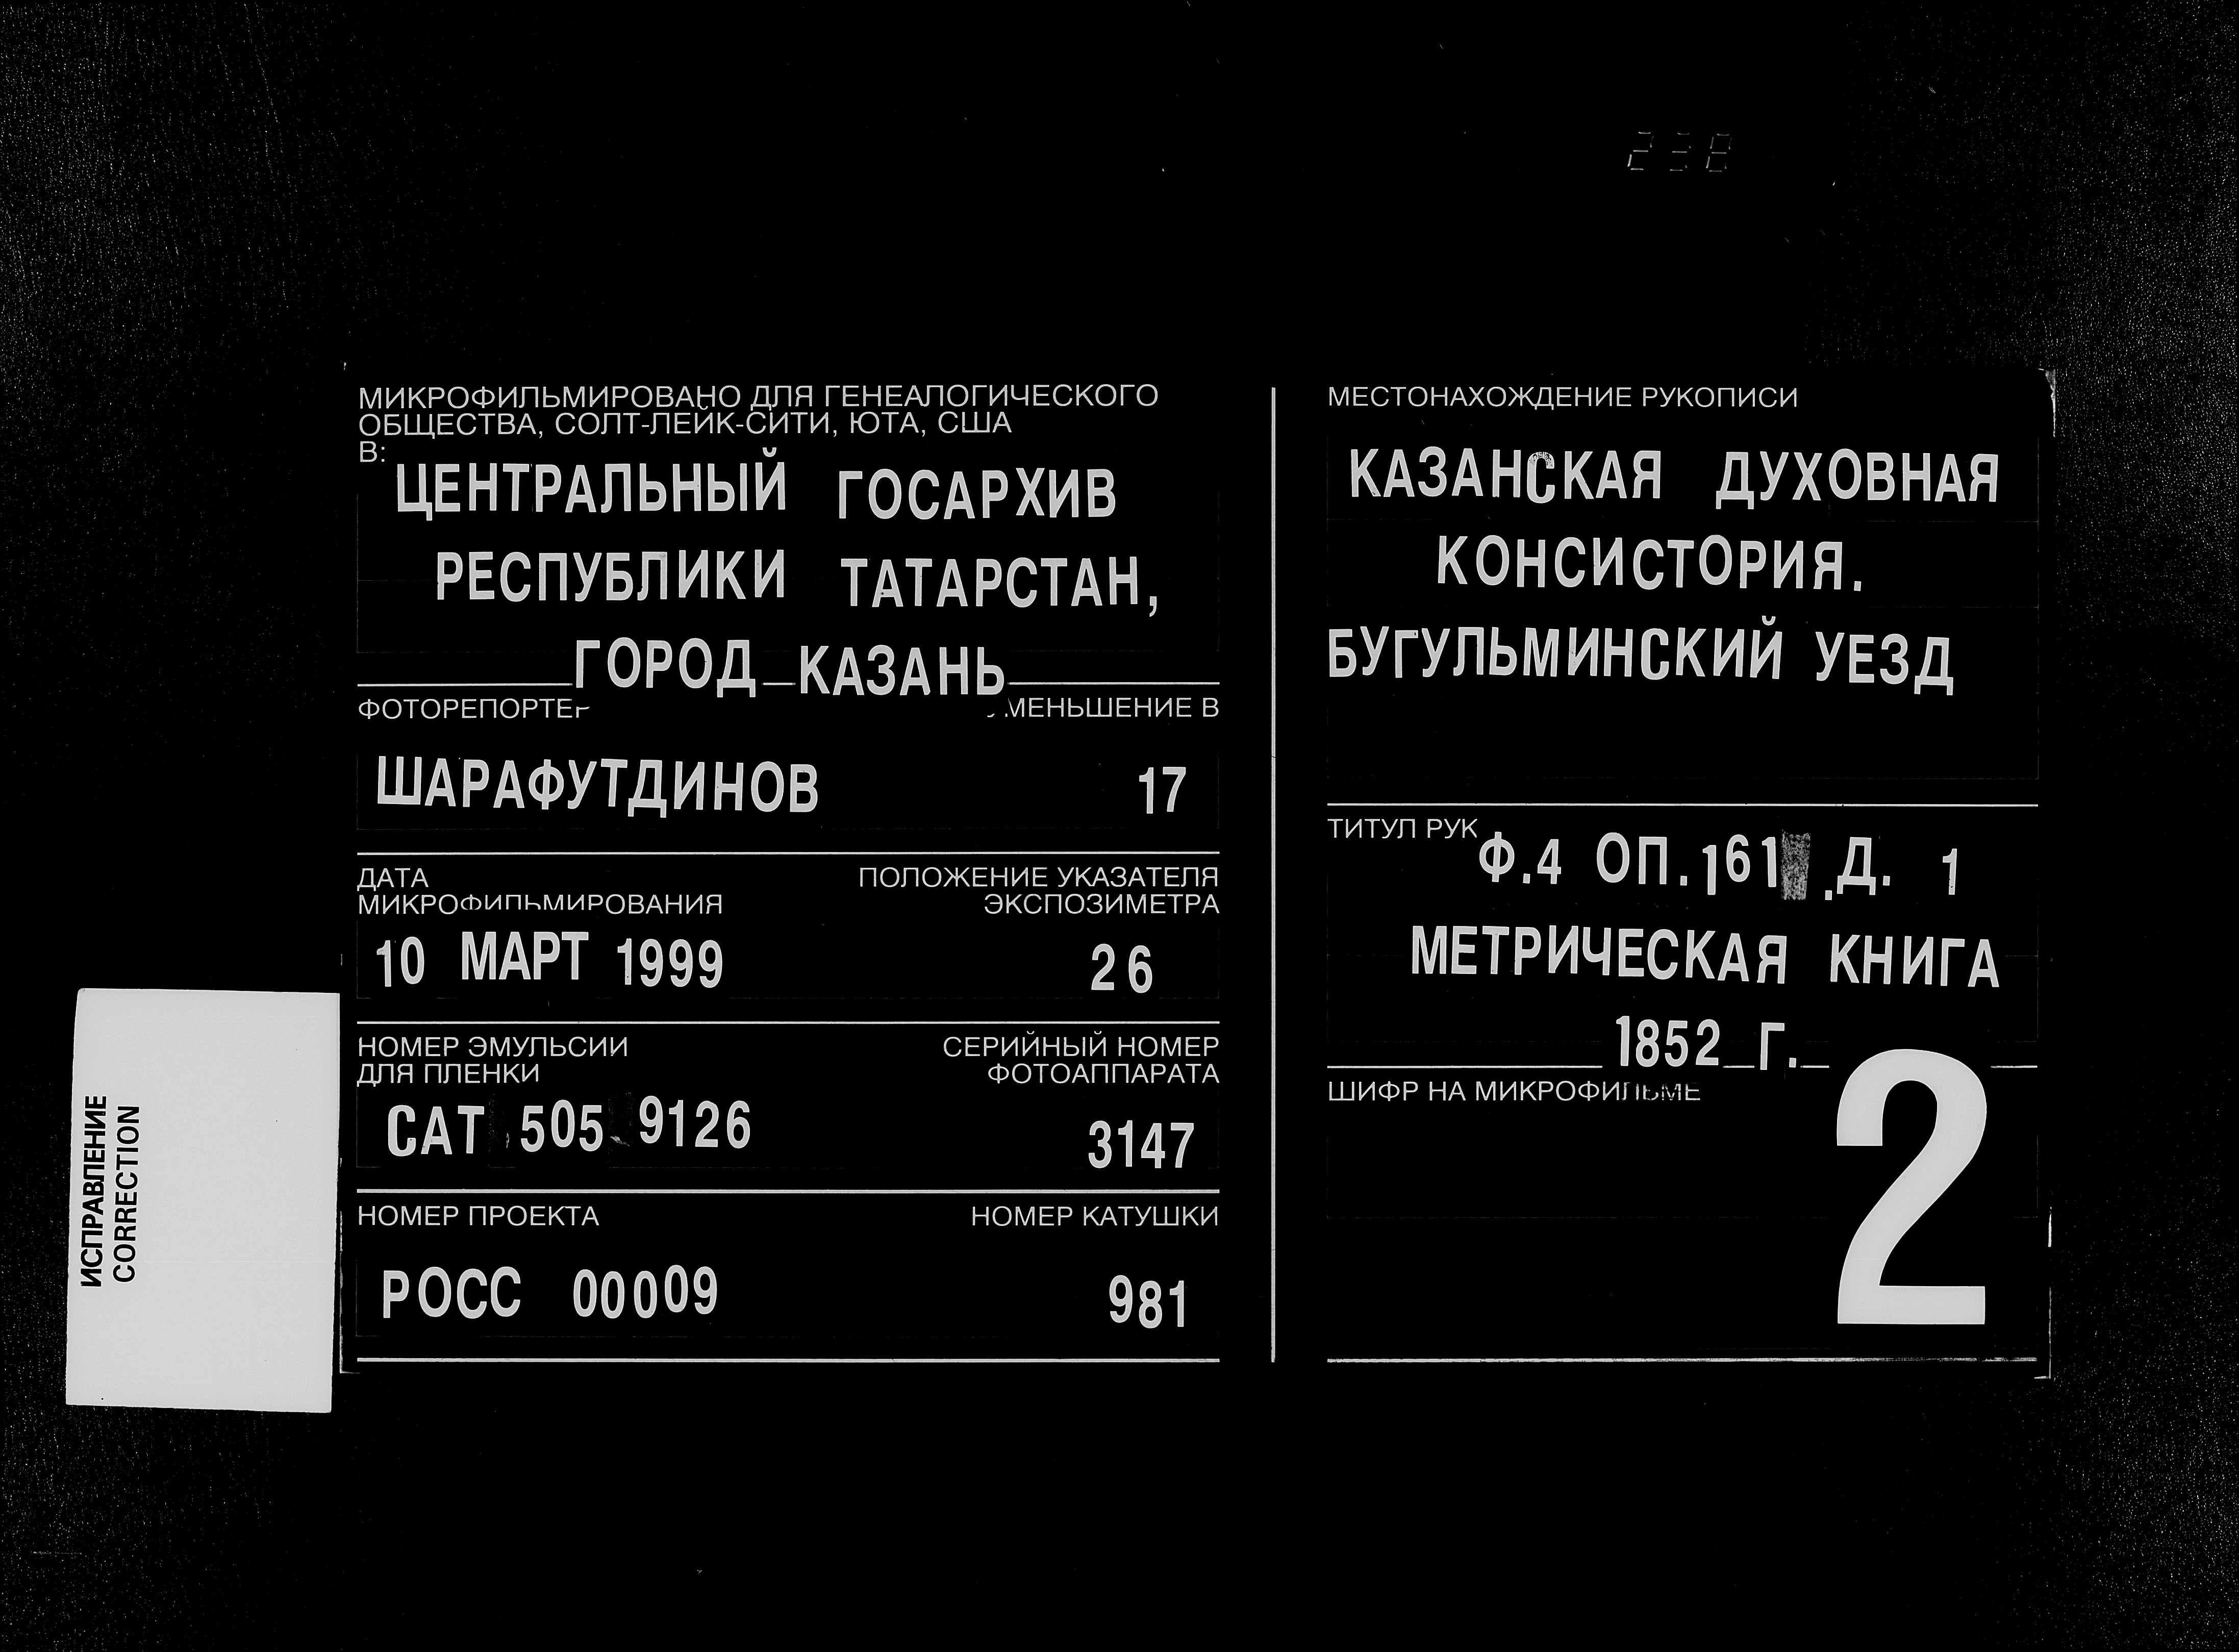 238
МИКРОФИЛЬМИРОВАНО ДЛЯ ГЕНЕАЛОГИЧЕСКОГО
ОБЩЕСТВА, СОЛТ-ЛЕЙК-СИТИ, ЮТА, США
В:
ЦЕНТРАЛЬНЫЙ ГОСАРХИВ
РЕСПУБЛИКИ ТАТАРСТАН,
ГОРОД КАЗАНЬ
ФОТОРЕПОРТЕР УМЕНЬШЕНИЕ В
ШАРАФУТДИНОВ 17
ДАТА ПОЛОЖЕНИЕ УКАЗАТЕЛЯ
МИКРОФИЛЬМИРОВАНИЯ ЭКСПОЗИМЕТРА
10 МАРТ 1999 26
НОМЕР ЭМУЛЬСИИ СЕРИЙНЫЙ НОМЕР
ДЛЯ ПЛЕНКИ ФОТОАППАРАТА
САТ 505 9126 3147
НОМЕР ПРОЕКТА НОМЕР КАТУШКИ
РОСС 00009 981
МЕСТОНАХОЖДЕНИЕ РУКОПИСИ
КАЗАНСКАЯ ДУХОВНАЯ
КОНСИСТОРИЯ.
БУГУЛЬМИНСКИЙ УЕЗД
ТИТУЛ РУК
Ф.4 ОП.161 .Д. 1
МЕТРИЧЕСКАЯ КНИГА
1852 Г.
ШИФР НА МИКРОФИЛЬМЕ
2
ИСПРАВЛЕНИЕ
CORRECTION